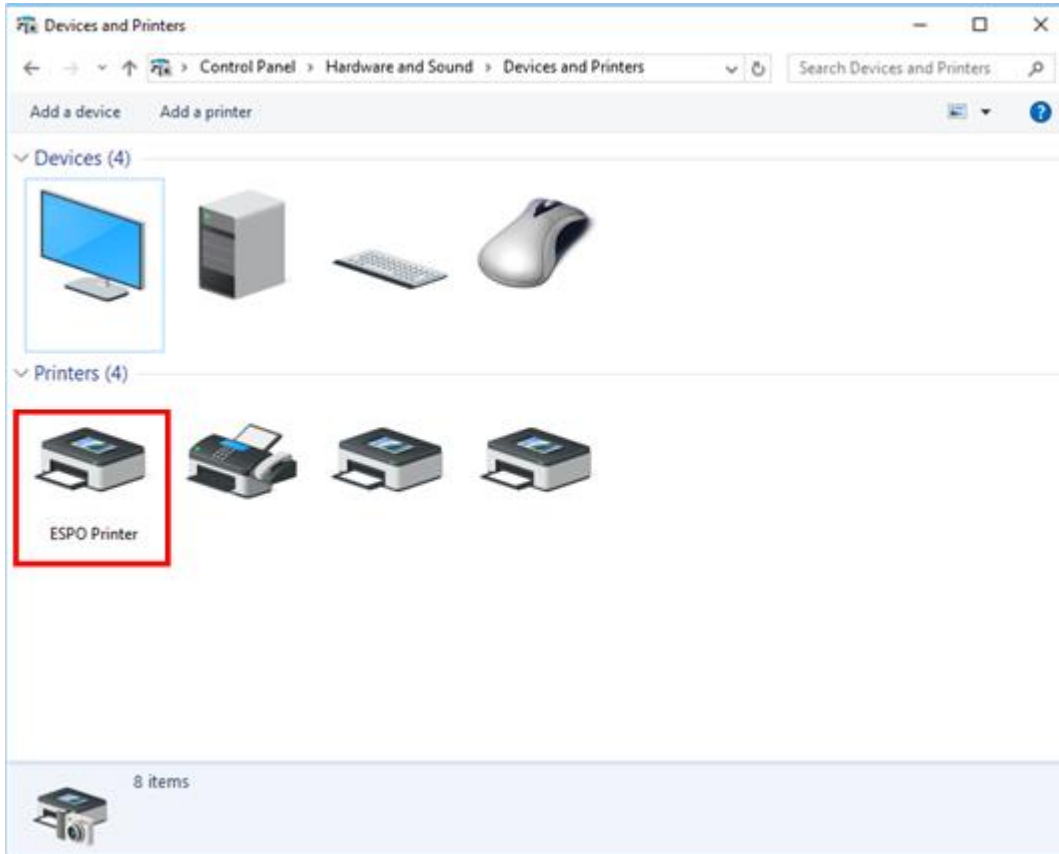 Devices and Printers
Control Panel > Hardware and Sound > Devices and Printers
Search Devices and Printers
Add a device Add a printer
?
Devices (4)
Printers (4)
ESPO Printer
8 items